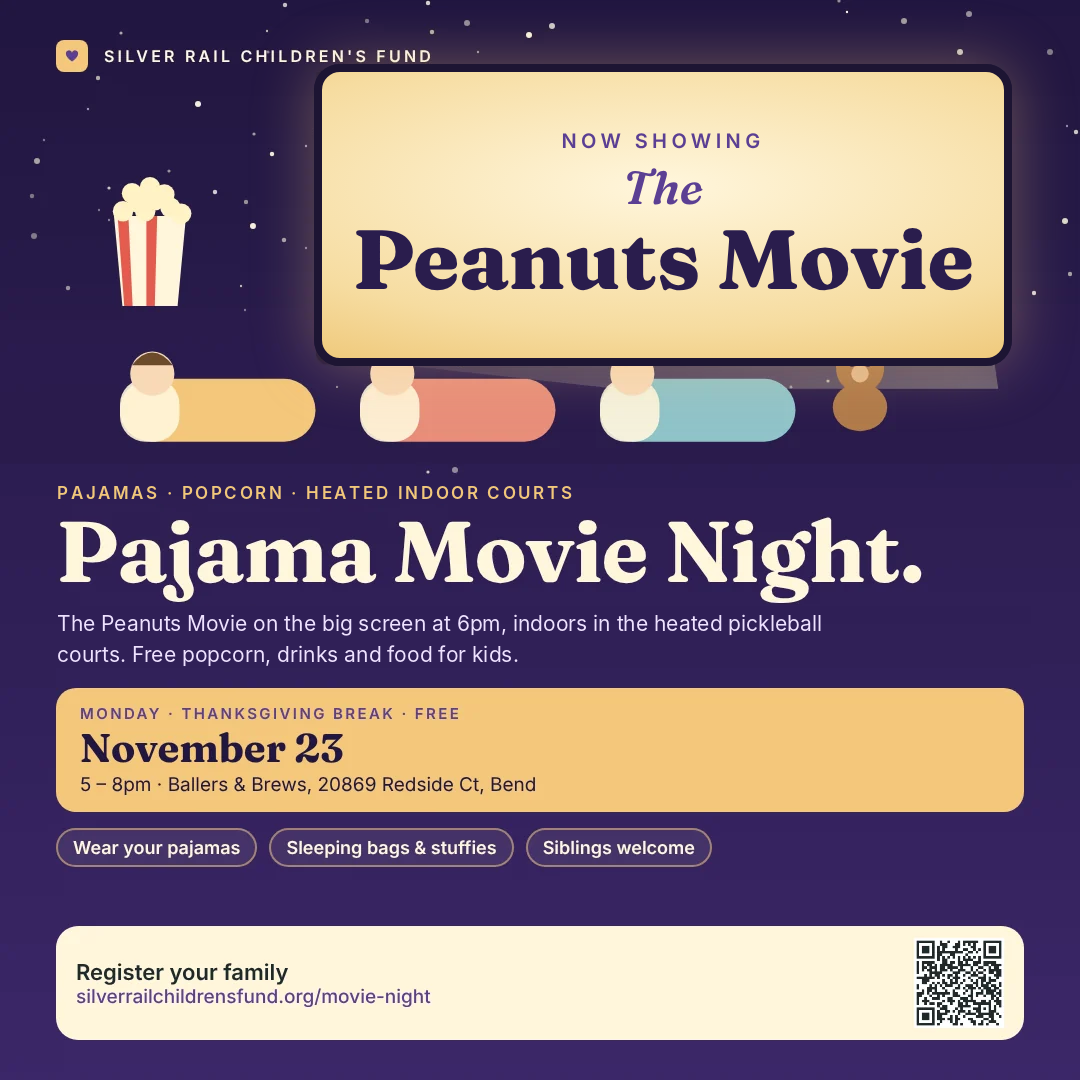 SILVER RAIL CHILDREN'S FUND
NOW SHOWING
The
Peanuts Movie
PAJAMAS · POPCORN · HEATED INDOOR COURTS
Pajama Movie Night.
The Peanuts Movie on the big screen at 6pm, indoors in the heated pickleball
courts. Free popcorn, drinks and food for kids.
MONDAY · THANKSGIVING BREAK · FREE
November 23
5 – 8pm · Ballers & Brews, 20869 Redside Ct, Bend
Wear your pajamas
Sleeping bags & stuffies
Siblings welcome
Register your family
silverrailchildrensfund.org/movie-night